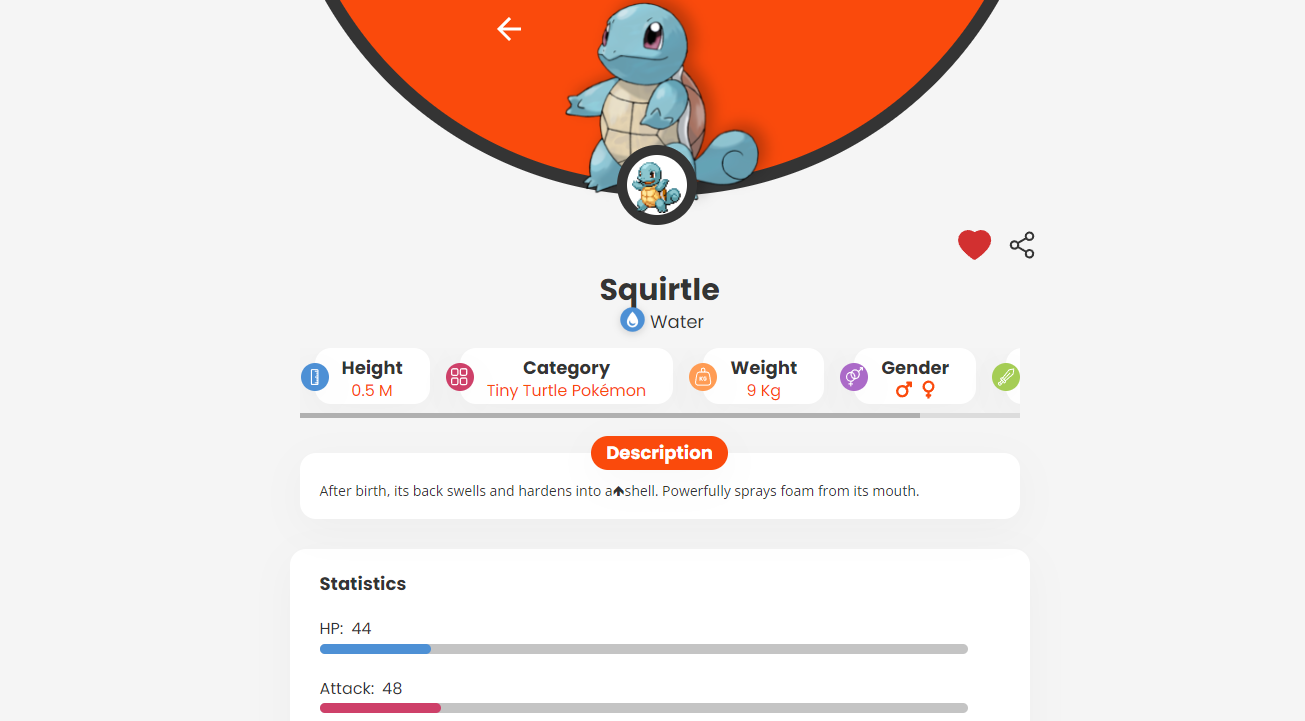 Squirtle
Water
Height
0.5 M
Category
Tiny Turtle Pokémon
Weight
KG
9 Kg
Gender
Description
After birth, its back swells and hardens into a shell. Powerfully sprays foam from its mouth.
Statistics
HP: 44
Attack: 48